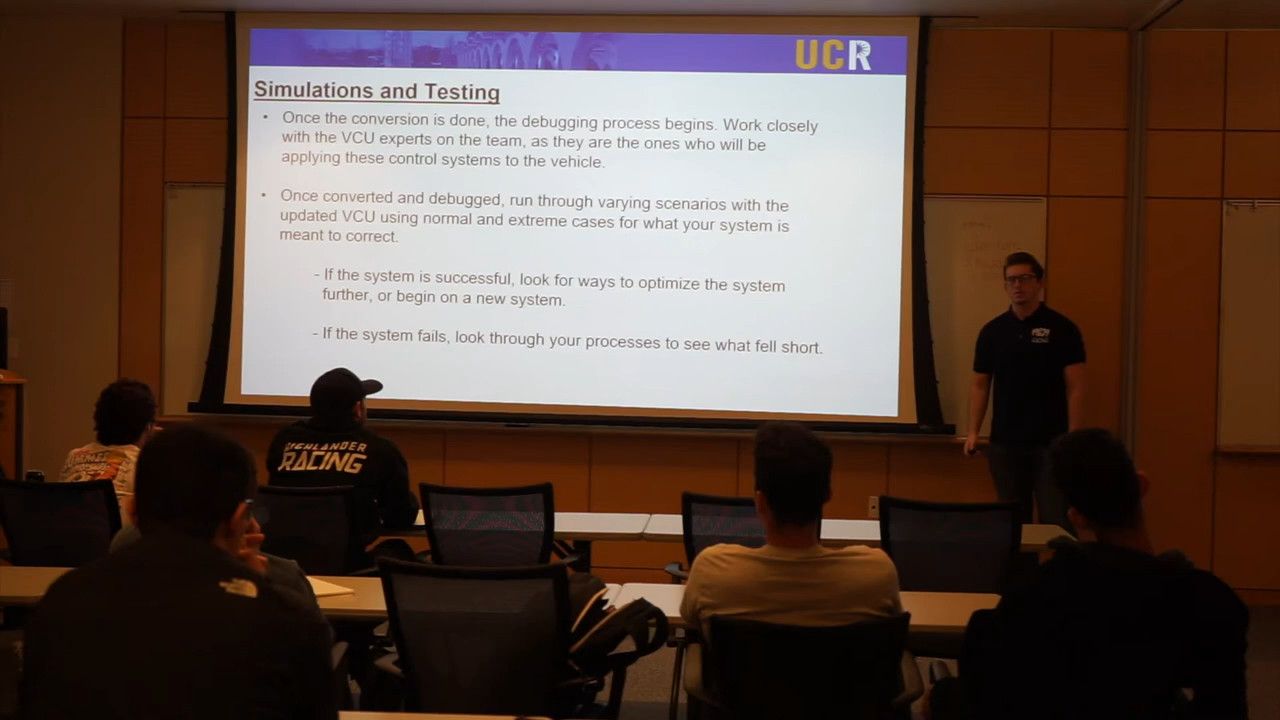 UCR
Simulations and Testing
• Once the conversion is done, the debugging process begins. Work closely
with the VCU experts on the team, as they are the ones who will be
applying these control systems to the vehicle.
• Once converted and debugged, run through varying scenarios with the
updated VCU using normal and extreme cases for what your system is
meant to correct.
- If the system is successful, look for ways to optimize the system
further, or begin on a new system.
- If the system fails, look through your processes to see what fell short.
HIGHLANDER
RACING